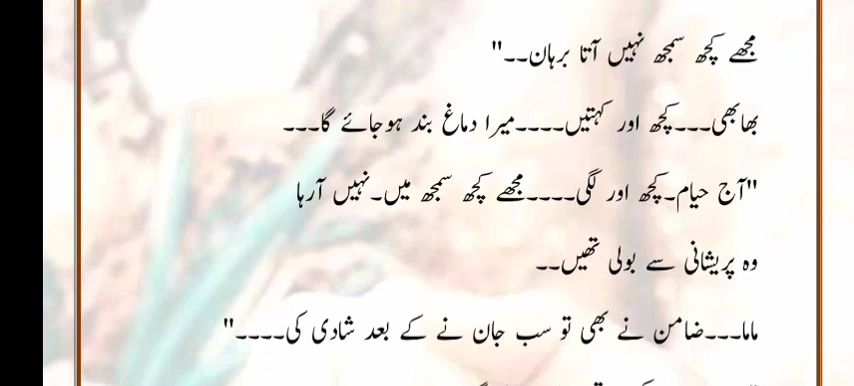 مجھے کچھ سمجھ نہیں آتا برہان۔۔"
بھابھی۔۔۔کچھ اور کہتیں۔۔۔۔میرا دماغ بند ہوجائے گا۔۔۔
"آج حیام۔کچھ اور لگی۔۔۔۔مجھے کچھ سمجھ میں۔نہیں آرہا
وہ پریشانی سے بولی تھیں۔۔
ماما۔۔۔ضامن نے بھی تو سب جان نے کے بعد شادی کی۔۔۔۔"